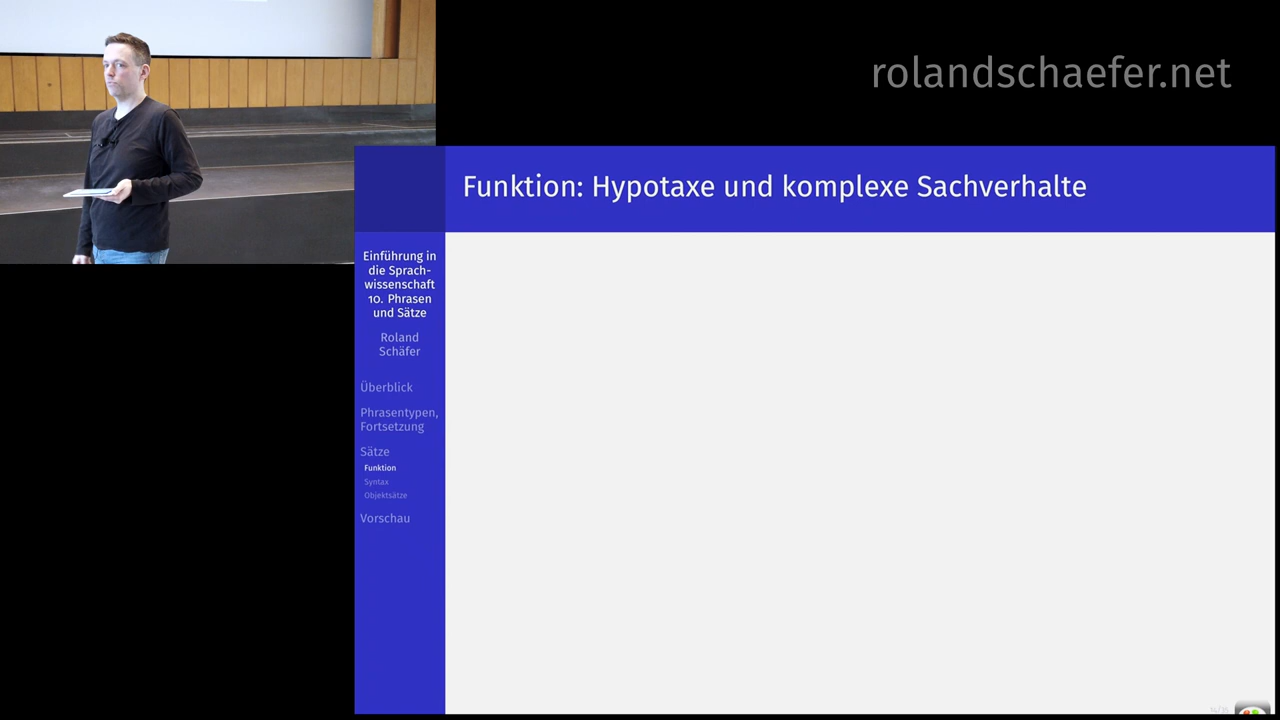 rolandschaefer.net
Funktion: Hypotaxe und komplexe Sachverhalte
Einführung in
die Sprach-
wissenschaft
10. Phrasen
und Sätze
Roland
Schäfer
Überblick
Phrasentypen,
Fortsetzung
Sätze
Funktion
Syntax
Objektsätze
Vorschau